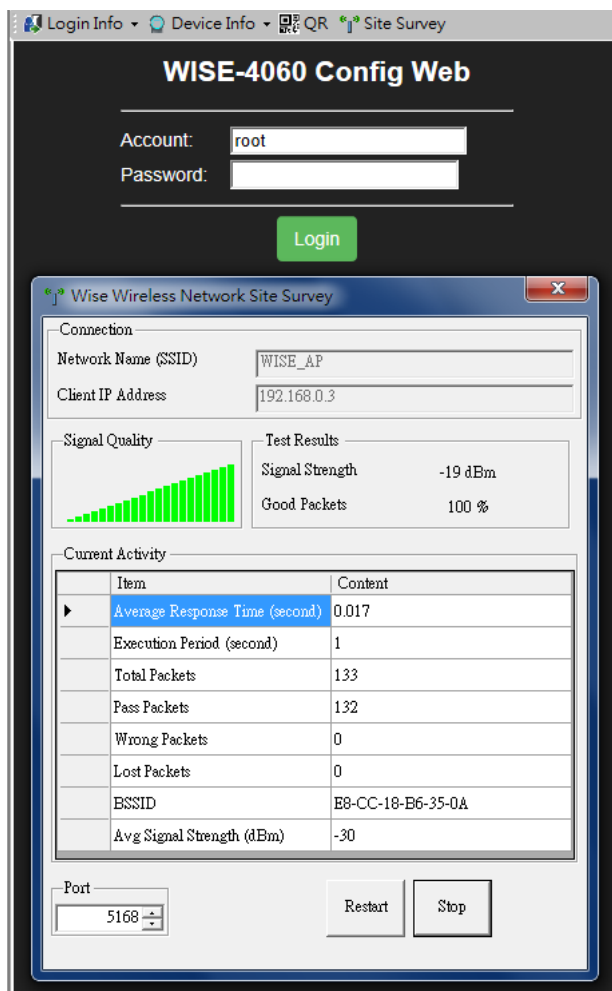 Login Info Device Info QR Site Survey
WISE-4060 Config Web
Account: root
Password:
Login
Wise Wireless Network Site Survey
Connection
Network Name (SSID) WISE_AP
Client IP Address 192.168.0.3
Signal Quality
Test Results
Signal Strength -19 dBm
Good Packets 100 %
Current Activity
Item Content
Average Response Time (second) 0.017
Execution Period (second) 1
Total Packets 133
Pass Packets 132
Wrong Packets 0
Lost Packets 0
BSSID E8-CC-18-B6-35-0A
Avg Signal Strength (dBm) -30
Port
5168
Restart Stop